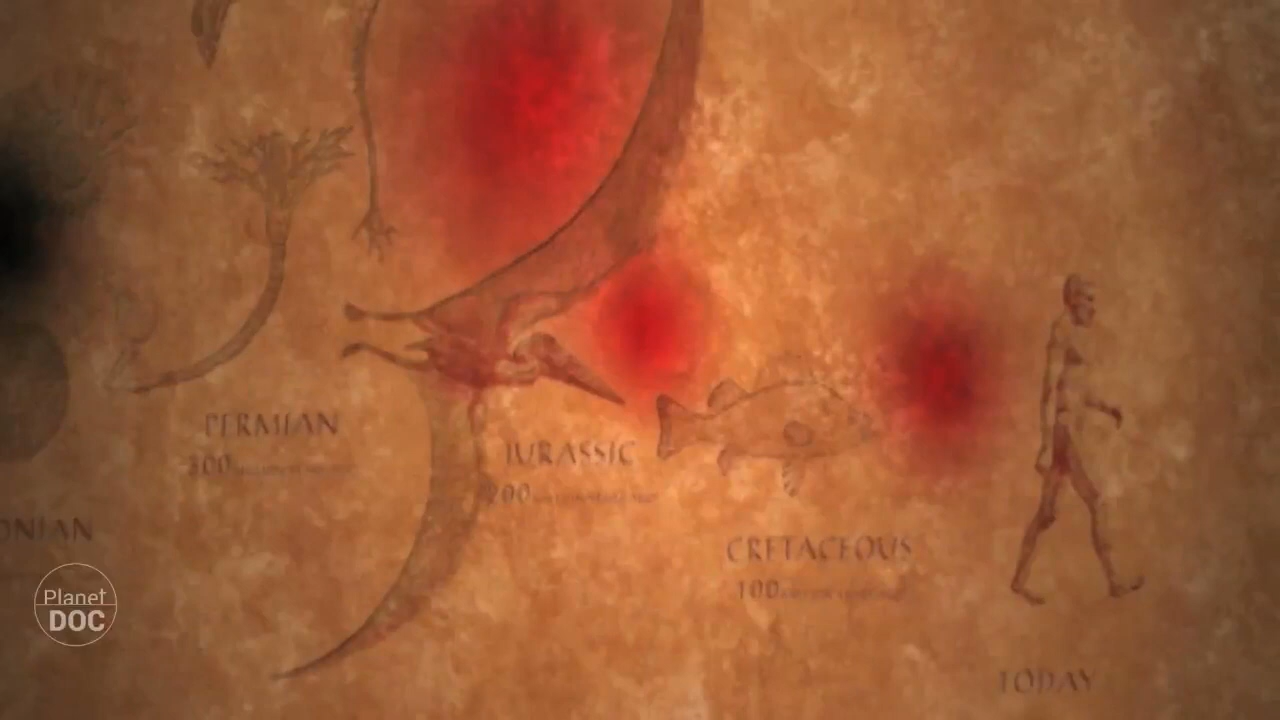 PERMIAN
300
JURASSIC
200
ONIAN
CRETACEOUS
100
Planet
DOC
TODAY